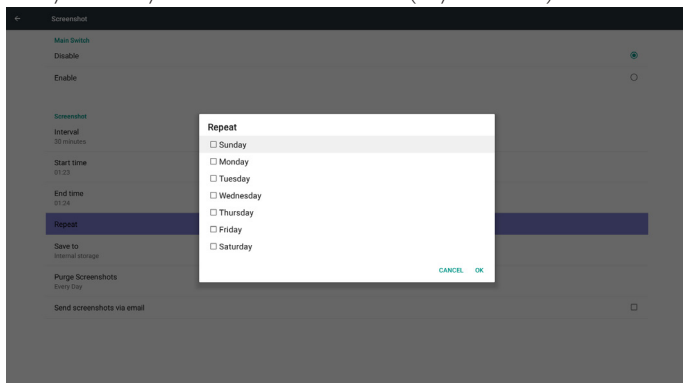 Screenshot
Main Switch
Disable
Enable
Screenshot
Interval
30 minutes
Start time
01:23
End time
01:24
Repeat
Save to
Internal storage
Purge Screenshots
Every Day
Send screenshots via email
Repeat
Sunday
Monday
Tuesday
Wednesday
Thursday
Friday
Saturday
CANCEL OK